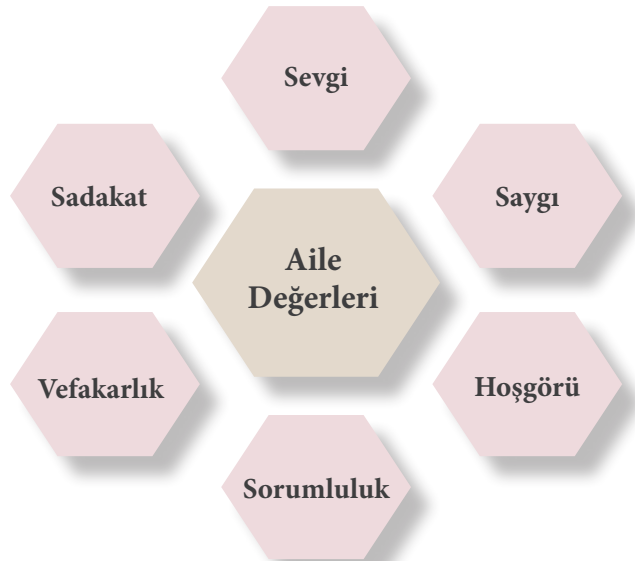 Sevgi
Sadakat
Saygı
Aile
Değerleri
Vefakarlık
Hoşgörü
Sorumluluk